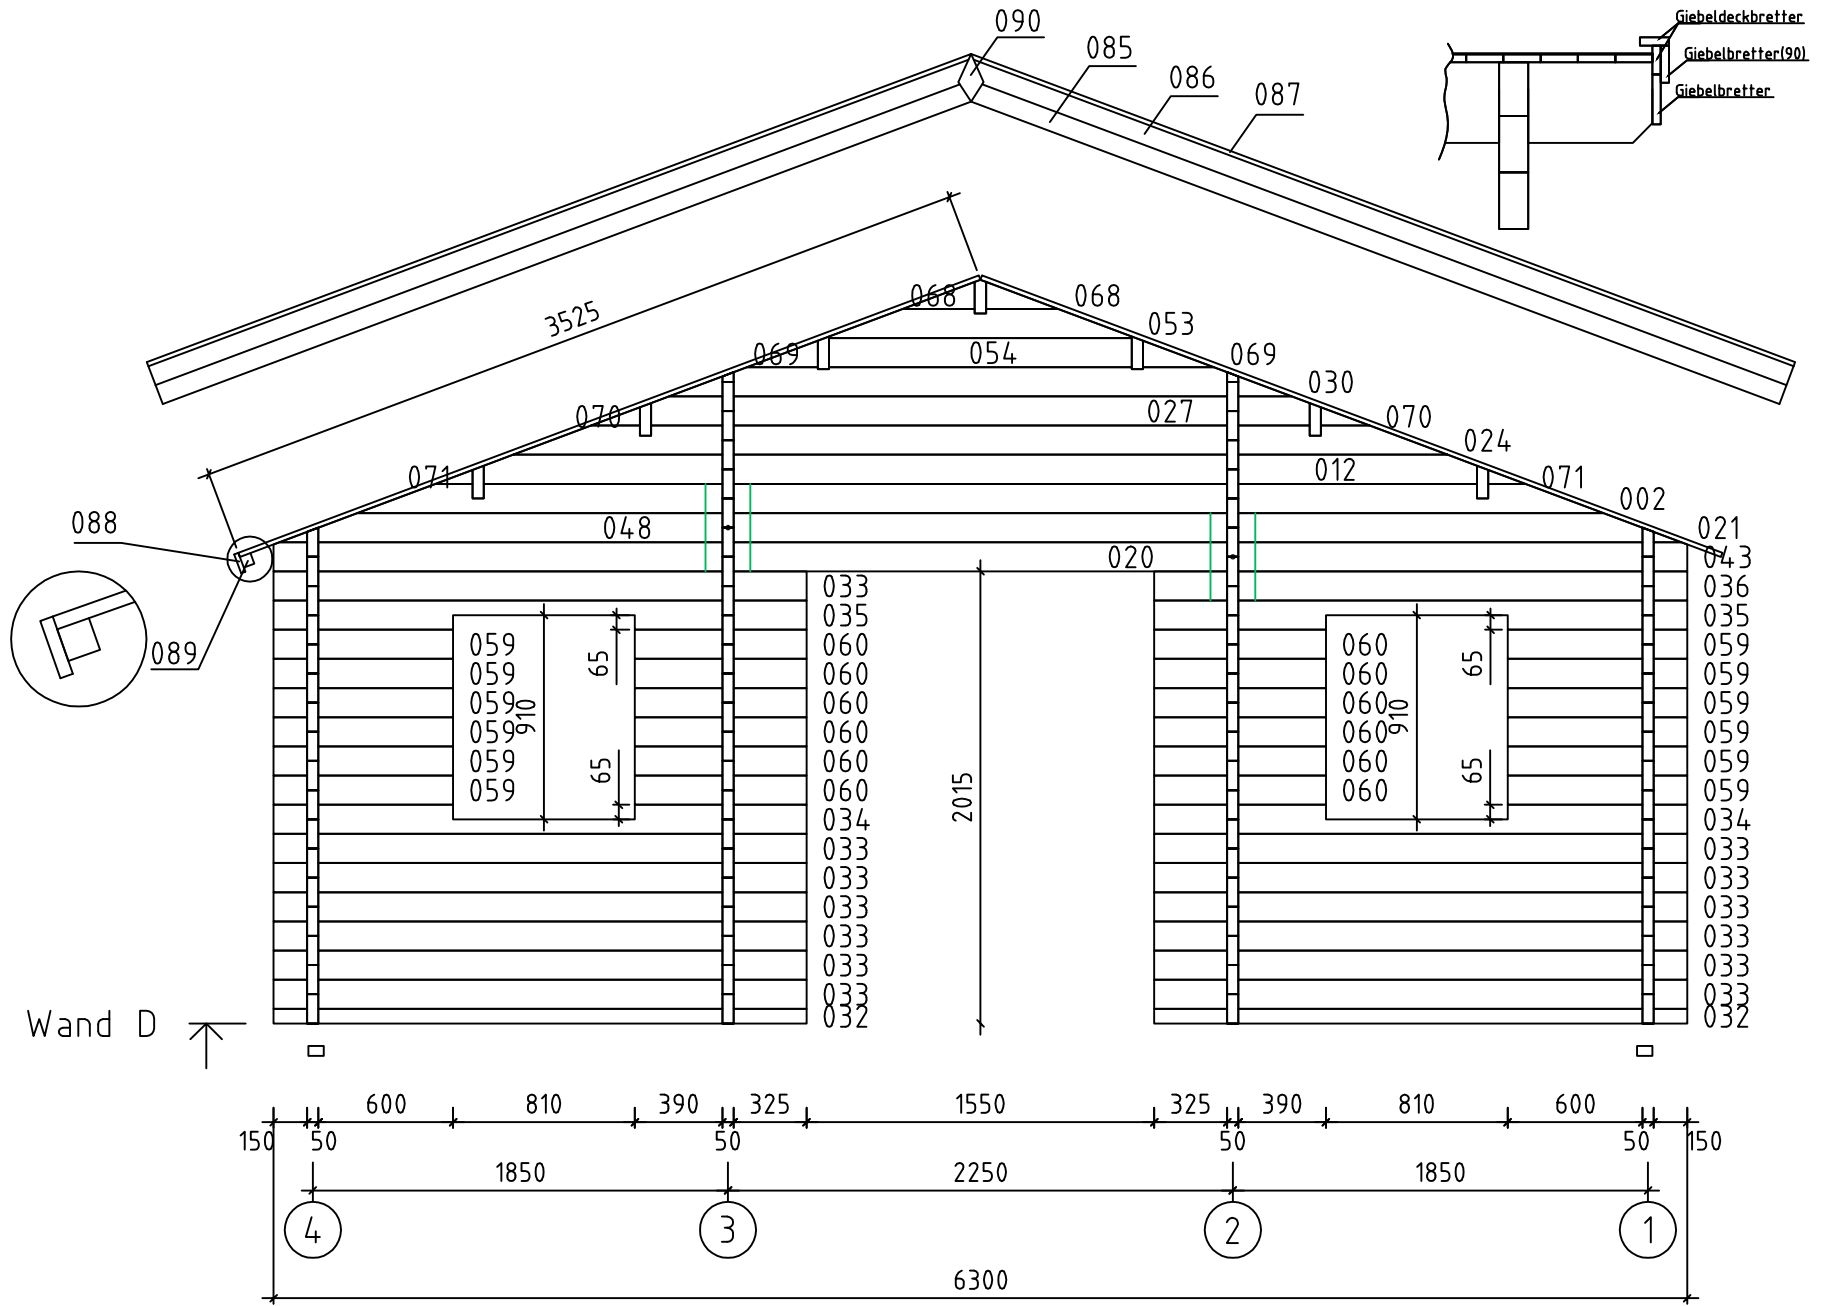 090
085
086
087
Giebeldeckbretter
Giebelbretter(90)
Giebelbretter
3525
068 068
053
069 054 069
030
070 027 070
024
071 012 071
002
088 048 021
020 043
033 036
035 035
059 060 060 059
059 060 060 059
059 060 060 059
059 060 060 059
059 060 060 059
059 060 060 059
65 65
910 910
65 65
089
2015
034 034
033 033
033 033
033 033
033 033
033 033
033 033
032 032
Wand D
600 810 390 325 1550 325 390 810 600
150 50 50 50 50 150
1850 2250 1850
4 3 2 1
6300